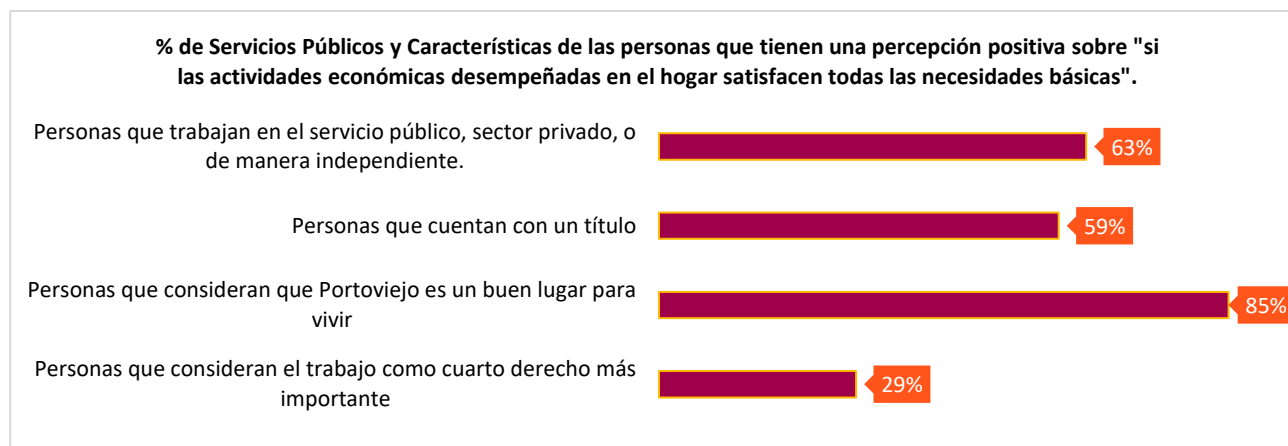 % de Servicios Públicos y Características de las personas que tienen una percepción positiva sobre "si
las actividades económicas desempeñadas en el hogar satisfacen todas las necesidades básicas".
Personas que trabajan en el servicio público, sector privado, o
de manera independiente.
63%
Personas que cuentan con un título
59%
Personas que consideran que Portoviejo es un buen lugar para
vivir
85%
Personas que consideran el trabajo como cuarto derecho más
importante
29%